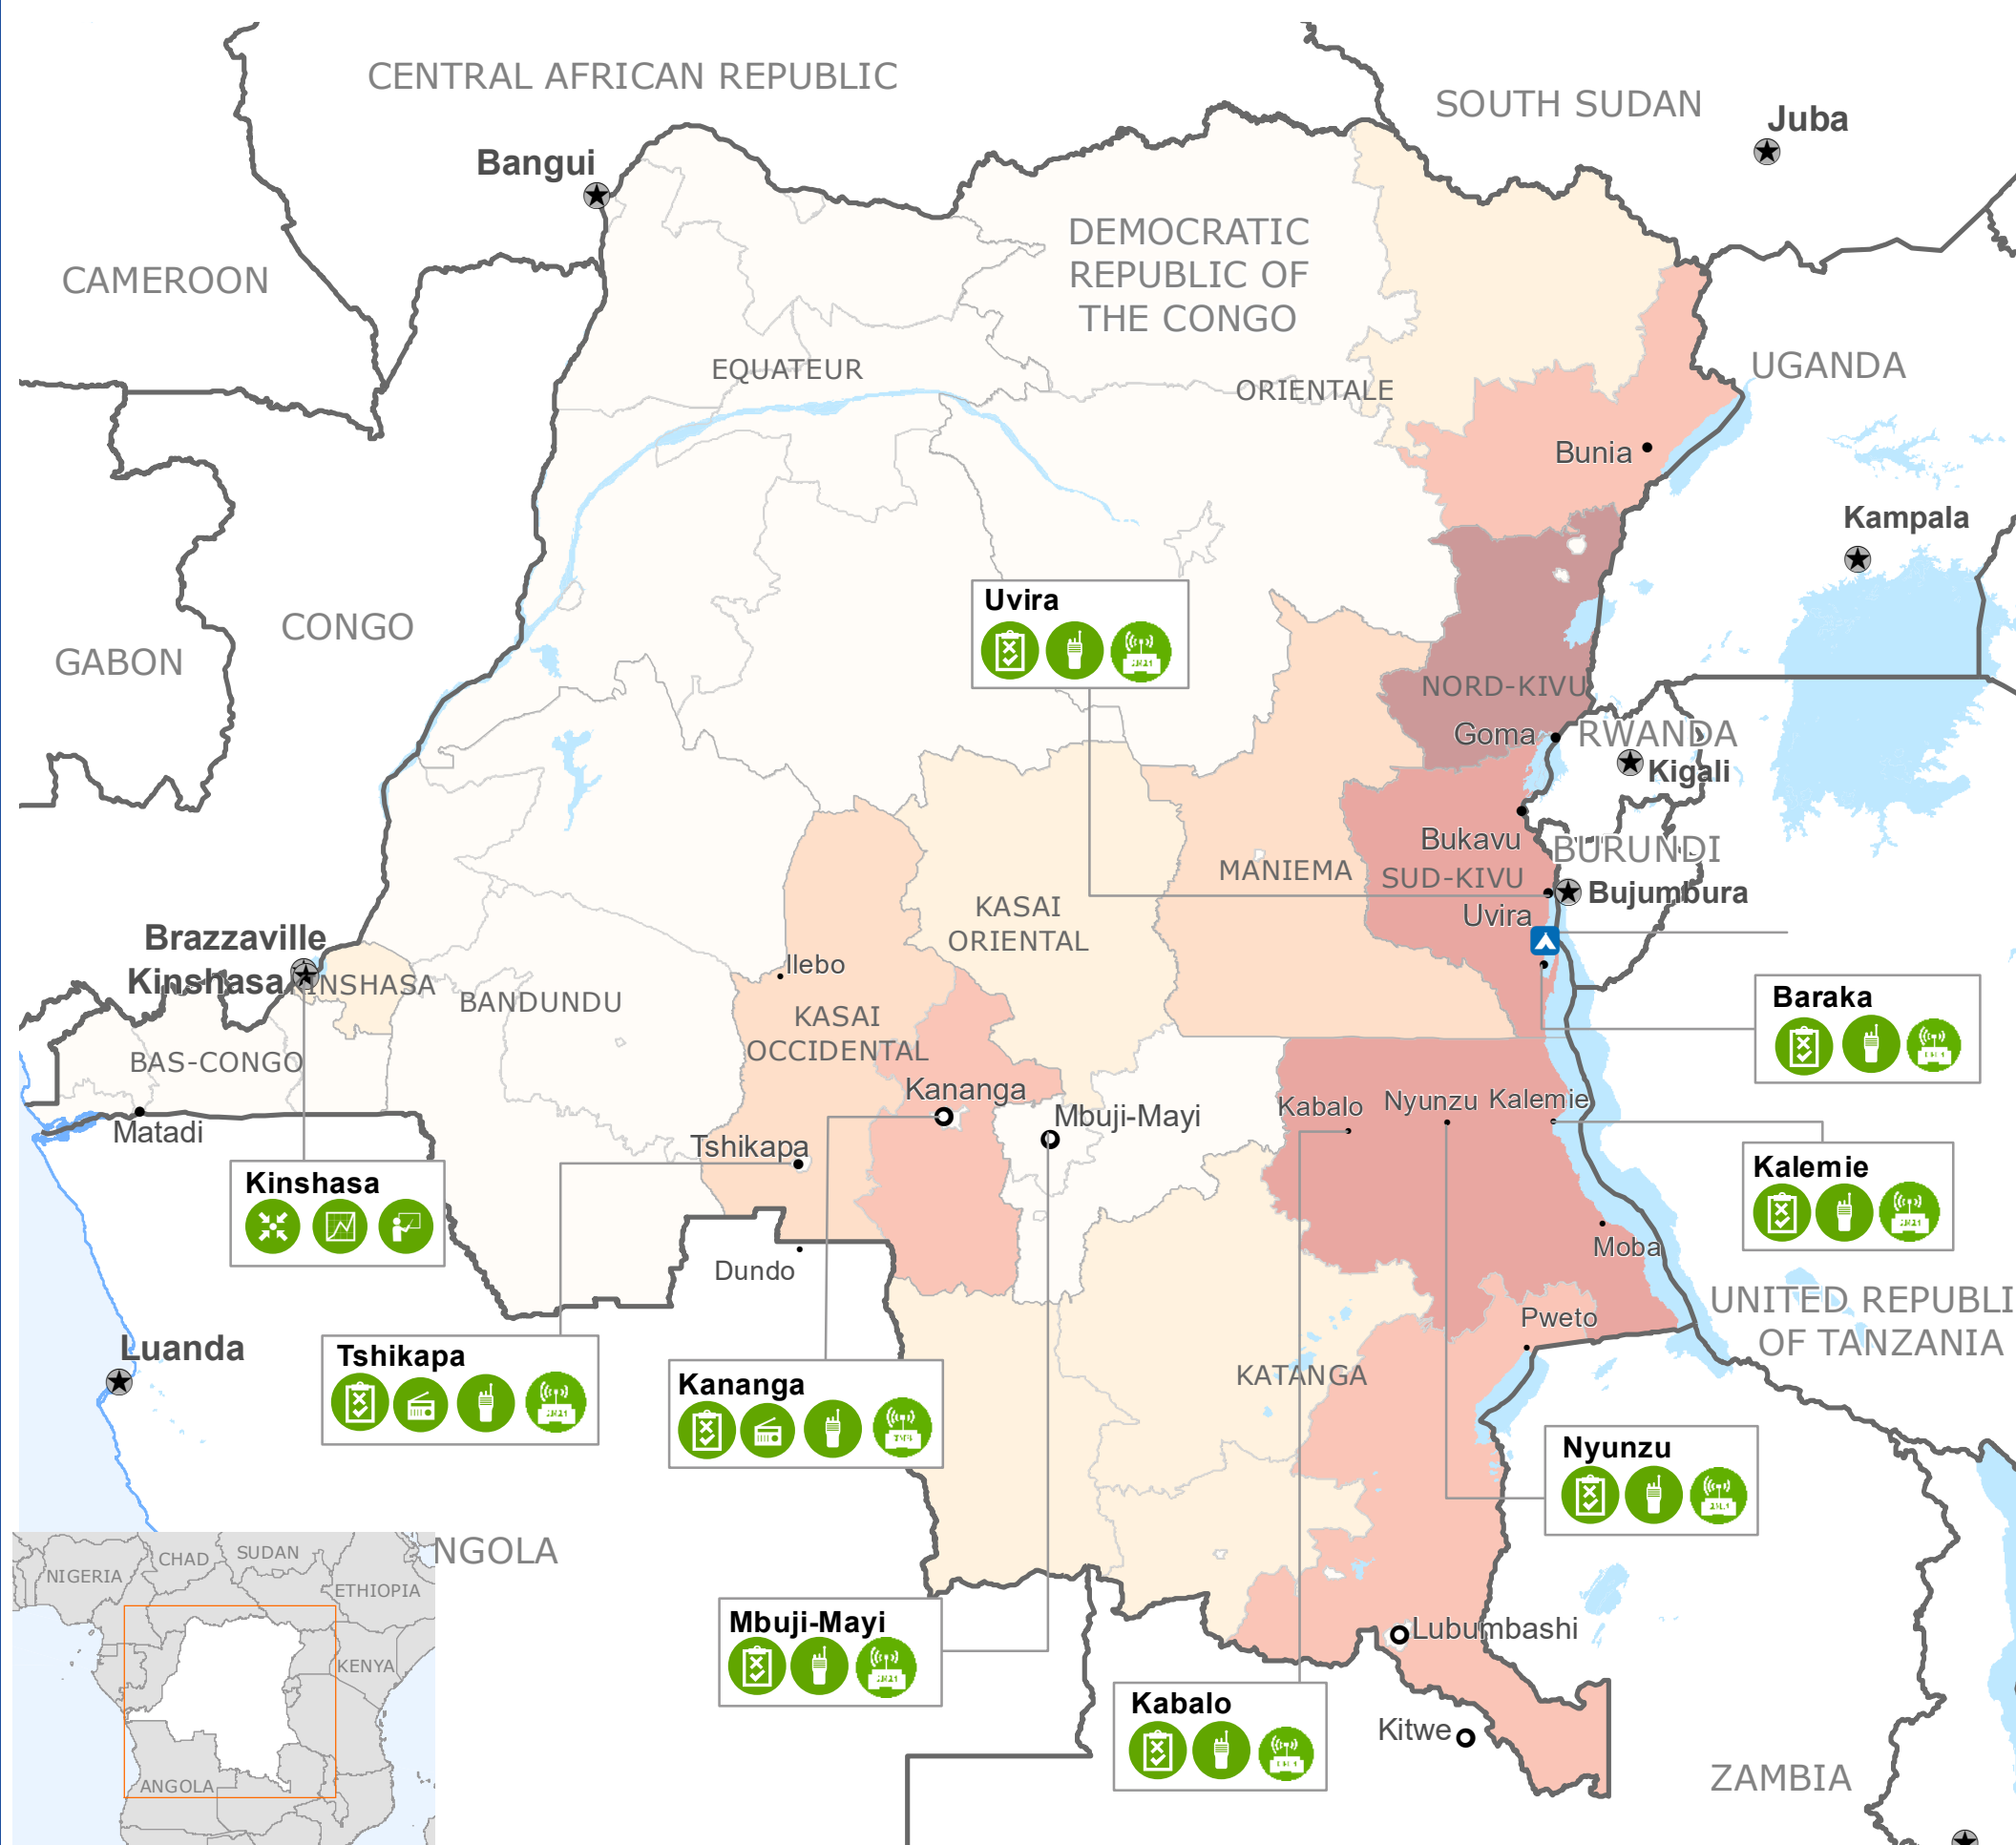 CENTRAL AFRICAN REPUBLIC
SOUTH SUDAN
Juba
Bangui
DEMOCRATIC
REPUBLIC OF
THE CONGO
CAMEROON
EQUATEUR
ORIENTALE
UGANDA
Bunia
Kampala
CONGO
GABON
Uvira
NORD-KIVU
Goma
RWANDA
Kigali
Bukavu
BURUNDI
MANIEMA
SUD-KIVU
Bujumbura
Uvira
KASAI
ORIENTAL
Brazzaville
Kinshasa
KINSHASA
BANDUNDU
Ilebo
KASAI
OCCIDENTAL
Baraka
BAS-CONGO
Kananga
Mbuji-Mayi
Kabalo
Nyunzu
Kalemie
Matadi
Tshikapa
Kinshasa
Kalemie
Moba
Dundo
UNITED REPUBLI
OF TANZANIA
Pweto
Luanda
Tshikapa
Kananga
KATANGA
Nyunzu
NGOLA
NIGERIA
CHAD
SUDAN
ETHIOPIA
KENYA
ANGOLA
Mbuji-Mayi
Lubumbashi
Kabalo
Kitwe
ZAMBIA